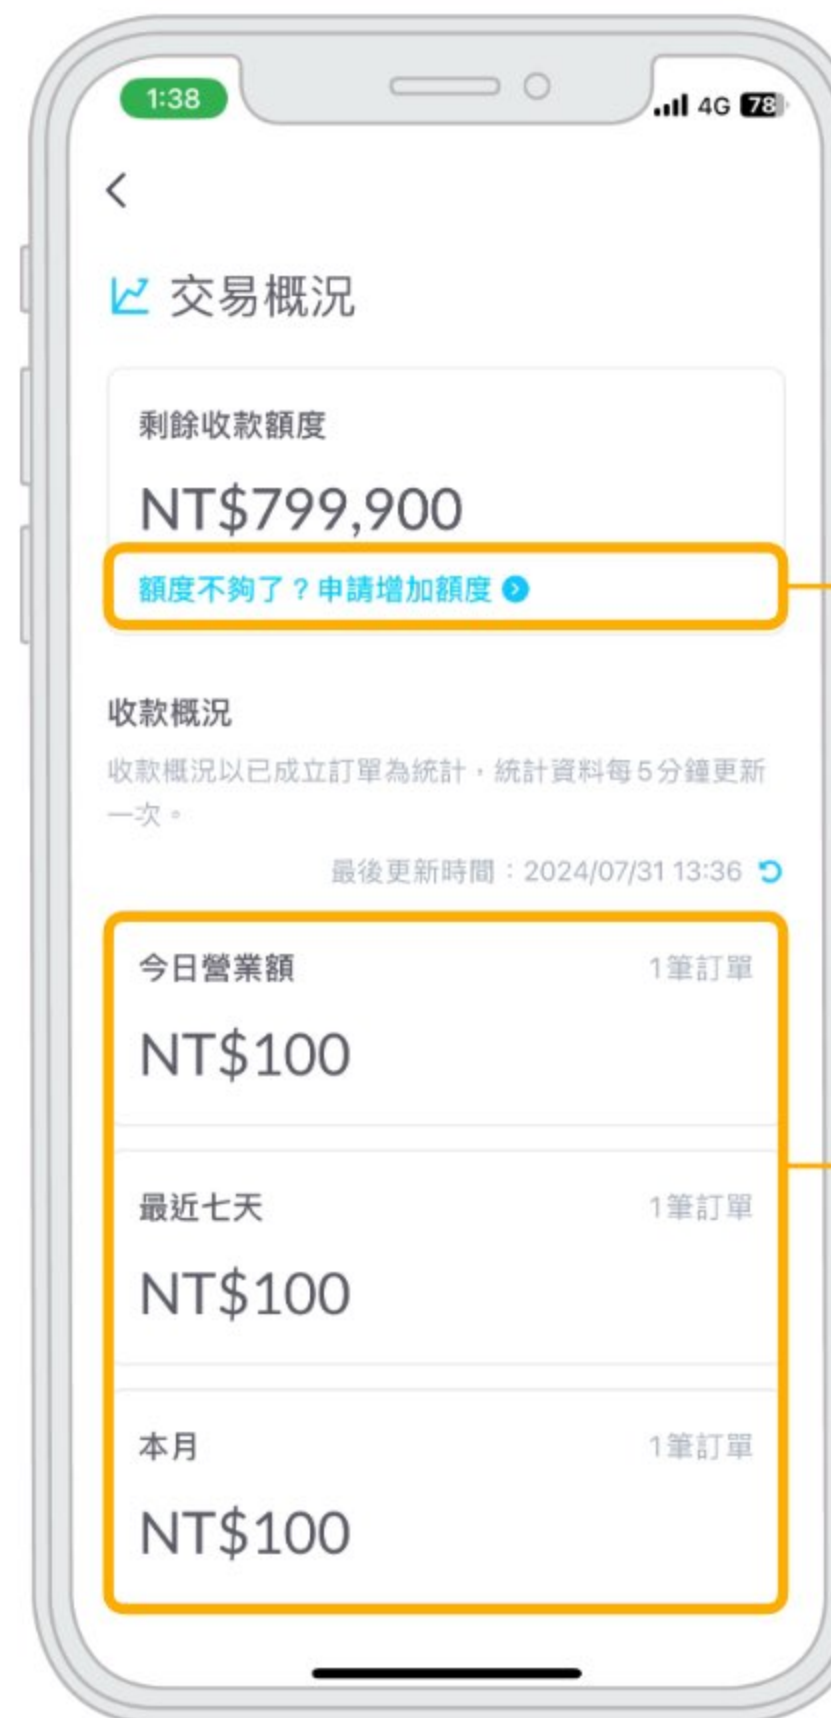 1:38
4G 78
交易概況
剩餘收款額度
NT$799,900
額度不夠了？申請增加額度
收款概況
收款概況以已成立訂單為統計，統計資料每5分鐘更新
一次。
最後更新時間：2024/07/31 13:36
今日營業額 1筆訂單
NT$100
最近七天 1筆訂單
NT$100
本月 1筆訂單
NT$100